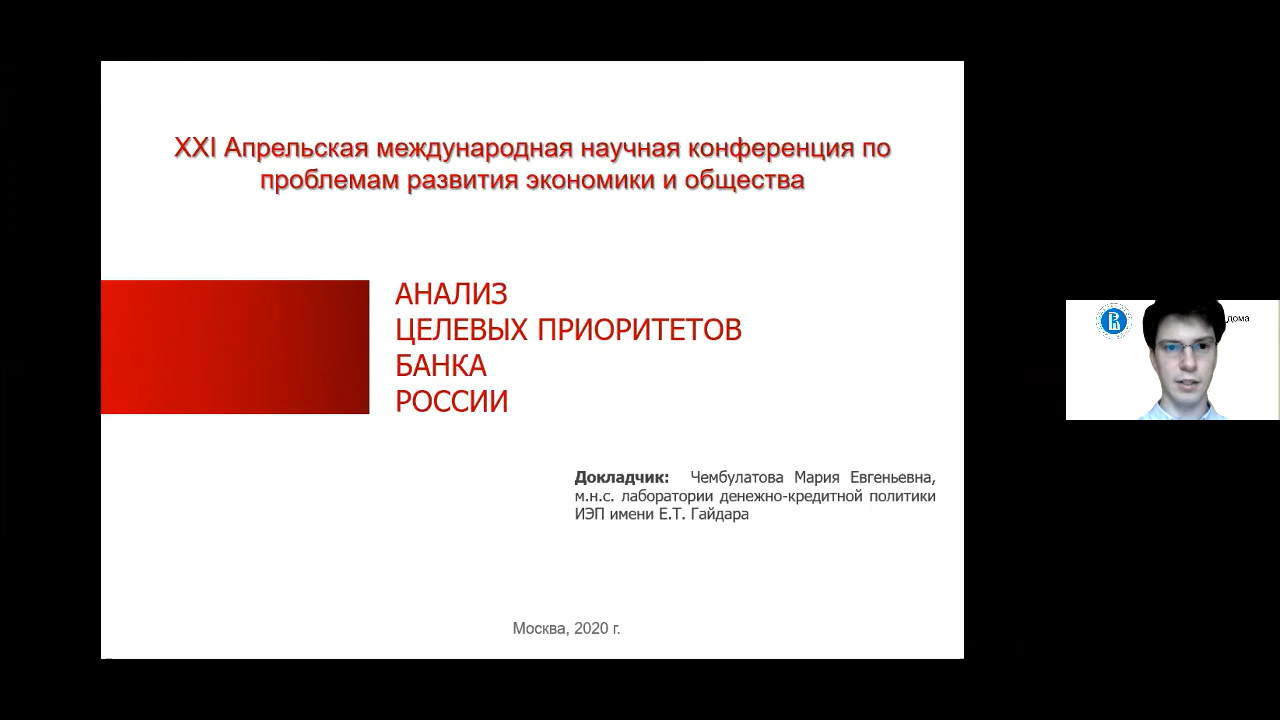 XXI Апрельская международная научная конференция по
проблемам развития экономики и общества
АНАЛИЗ
ЦЕЛЕВЫХ ПРИОРИТЕТОВ
БАНКА
РОССИИ
Докладчик: Чембулатова Мария Евгеньевна,
м.н.с. лаборатории денежно-кредитной политики
ИЭП имени Е.Т. Гайдара
Москва, 2020 г.
дома